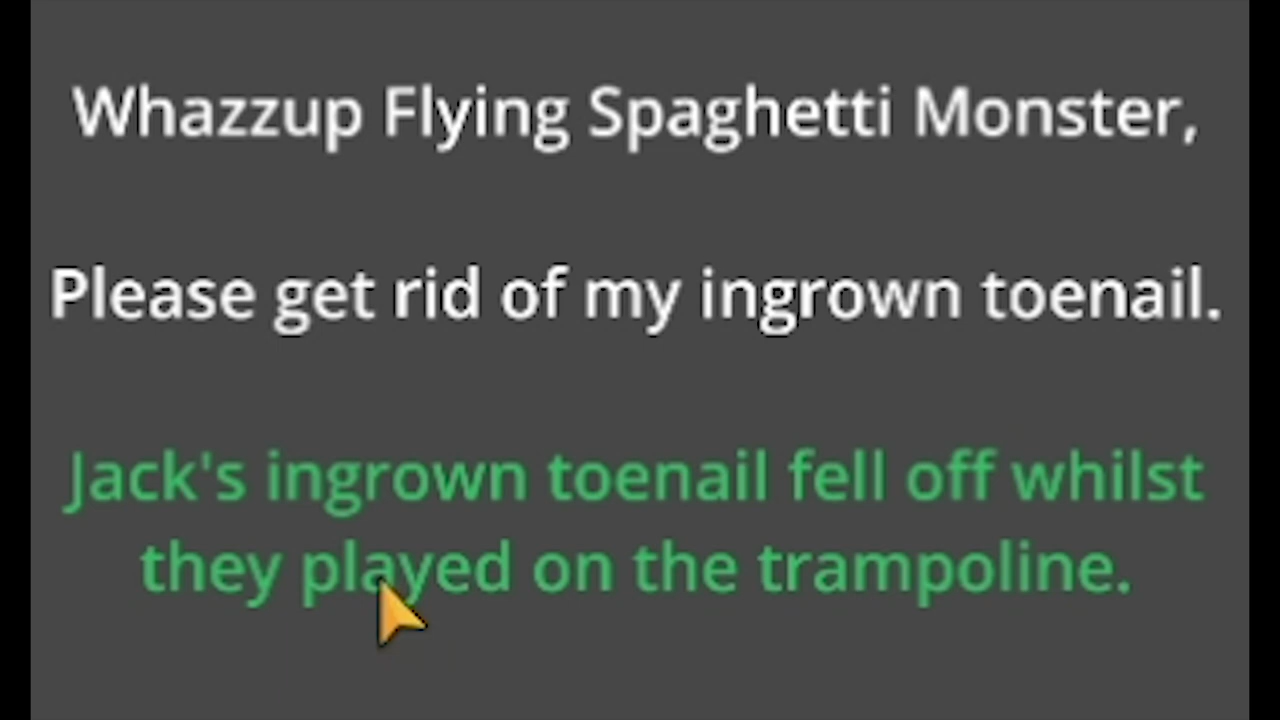 Whazzup Flying Spaghetti Monster,
Please get rid of my ingrown toenail.
Jack's ingrown toenail fell off whilst
they played on the trampoline.